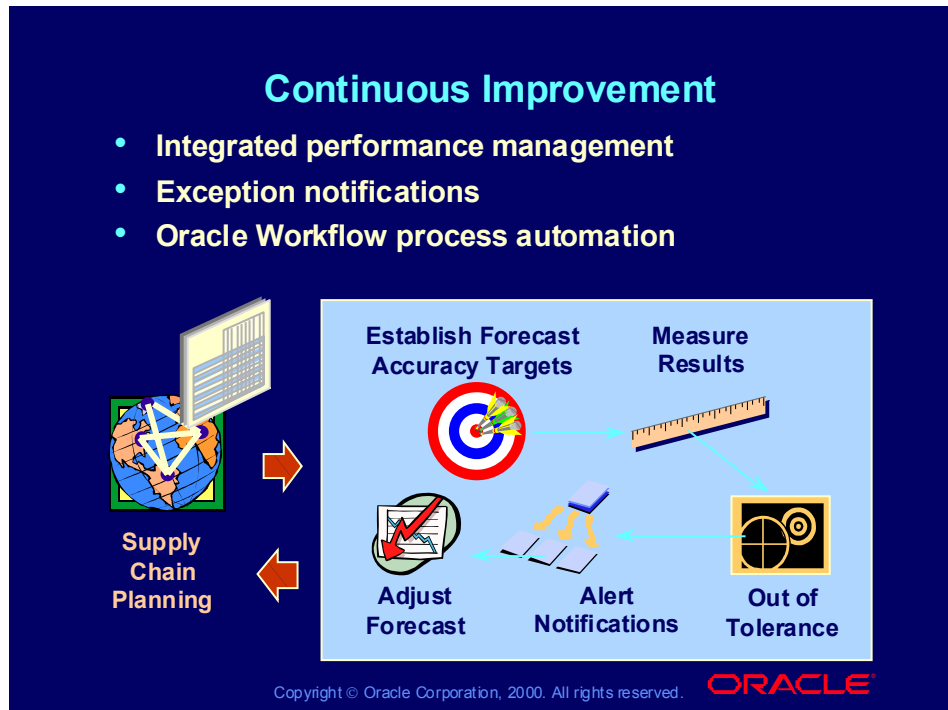 Continuous Improvement
• Integrated performance management
• Exception notifications
• Oracle Workflow process automation
Establish Forecast
Accuracy Targets
Measure
Results
Supply
Chain
Planning
Adjust
Forecast
Alert
Notifications
Out of
Tolerance
Copyright © Oracle Corporation, 2000. All rights reserved.
ORACLE®